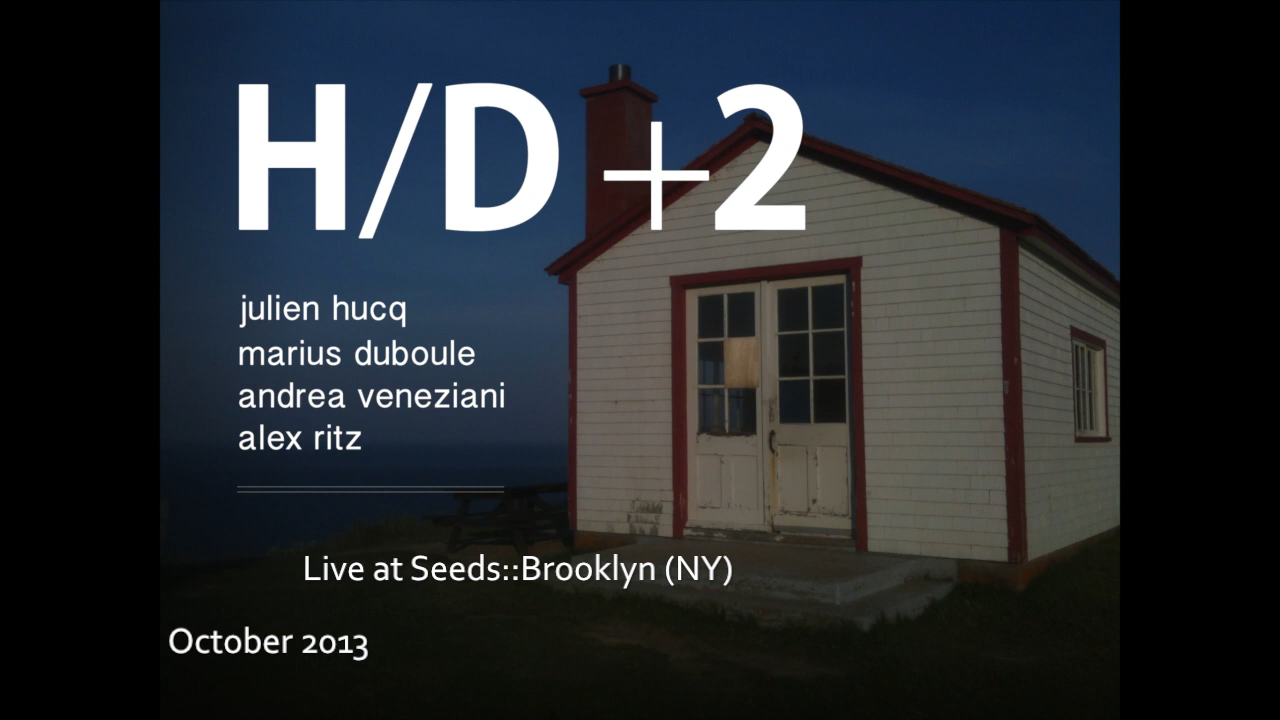 H/D +2
julien hucq
marius duboule
andrea veneziani
alex ritz
Live at Seeds::Brooklyn (NY)
October 2013